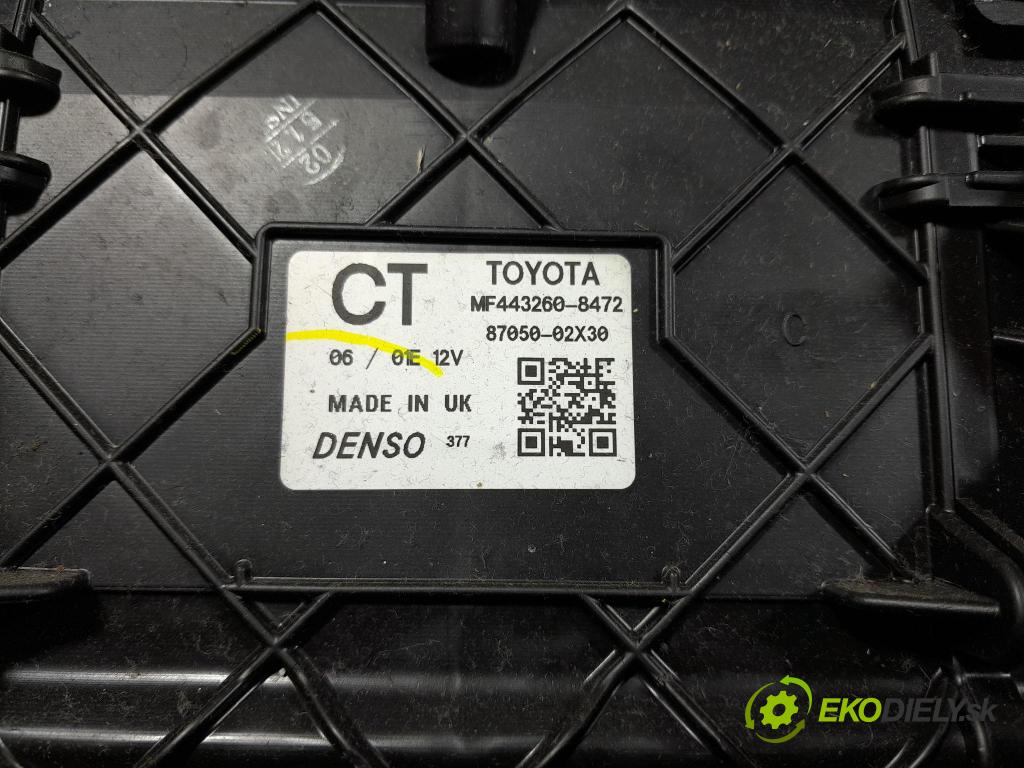 CT
TOYOTA
MF443260-8472
87050-02X30
06 / 01E 12V
MADE IN UK
DENSO 377
C
EKODIELY.sk